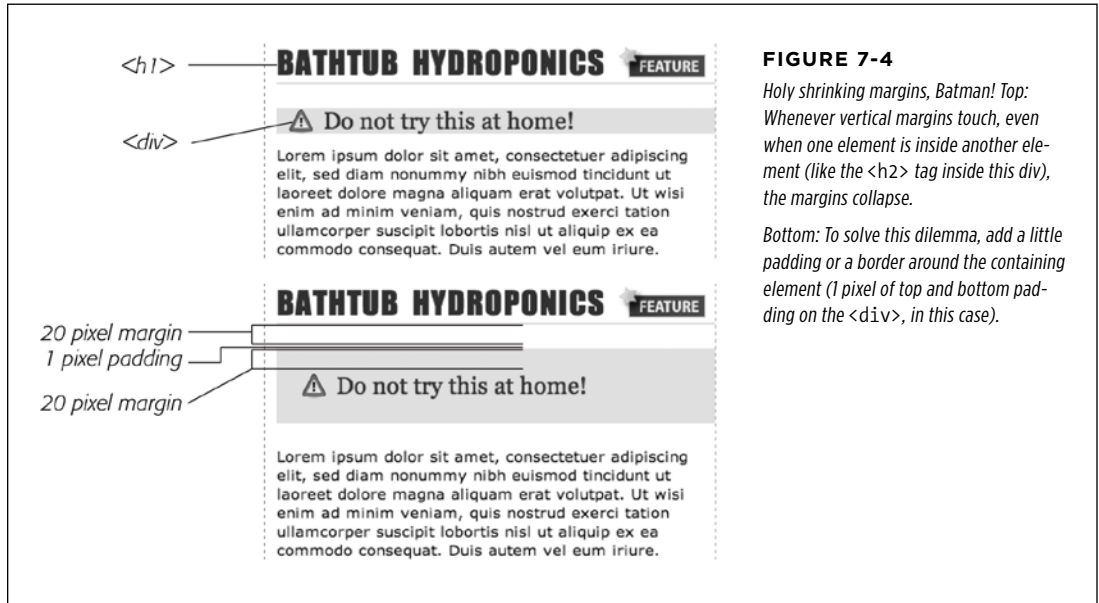 <h1>
BATHTUB HYDROPONICS FEATURE
<div>
Do not try this at home!
Lorem ipsum dolor sit amet, consectetuer adipiscing
elit, sed diam nonummy nibh euismod tincidunt ut
laoreet dolore magna aliquam erat volutpat. Ut wisi
enim ad minim veniam, quis nostrud exerci tation
ullamcorper suscipit lobortis nisl ut aliquip ex ea
commodo consequat. Duis autem vel eum iriure.
BATHTUB HYDROPONICS FEATURE
20 pixel margin
1 pixel padding
20 pixel margin
Do not try this at home!
Lorem ipsum dolor sit amet, consectetuer adipiscing
elit, sed diam nonummy nibh euismod tincidunt ut
laoreet dolore magna aliquam erat volutpat. Ut wisi
enim ad minim veniam, quis nostrud exerci tation
ullamcorper suscipit lobortis nisl ut aliquip ex ea
commodo consequat. Duis autem vel eum iriure.
FIGURE 7-4
Holy shrinking margins, Batman! Top:
Whenever vertical margins touch, even
when one element is inside another ele-
ment (like the <h2> tag inside this div),
the margins collapse.
Bottom: To solve this dilemma, add a little
padding or a border around the containing
element (1 pixel of top and bottom pad-
ding on the <div>, in this case).